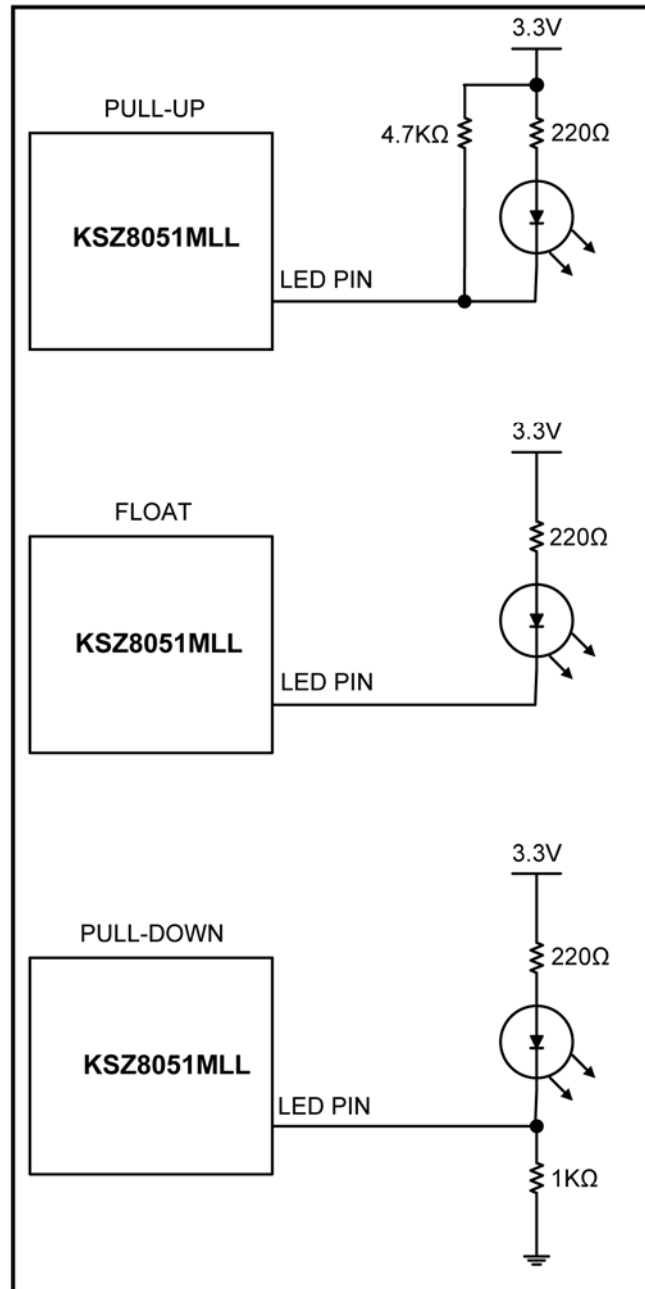 3.3V
PULL-UP
4.7KΩ
220Ω
KSZ8051MLL
LED PIN
3.3V
FLOAT
220Ω
KSZ8051MLL
LED PIN
3.3V
PULL-DOWN
220Ω
KSZ8051MLL
LED PIN
1KΩ